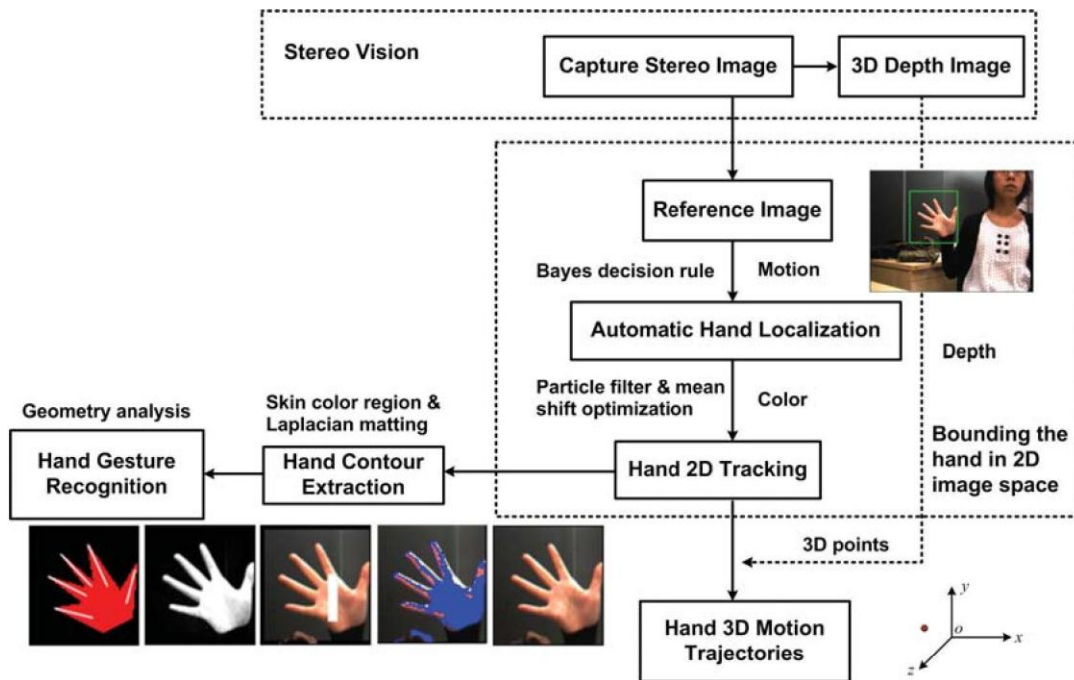 Stereo Vision
Capture Stereo Image
3D Depth Image
Reference Image
Bayes decision rule
Motion
Automatic Hand Localization
Depth
Particle filter & mean
shift optimization
Color
Geometry analysis
Skin color region &
Laplacian matting
Hand Gesture
Recognition
Hand Contour
Extraction
Hand 2D Tracking
Bounding the
hand in 2D
image space
3D points
Hand 3D Motion
Trajectories
y
o
x
z